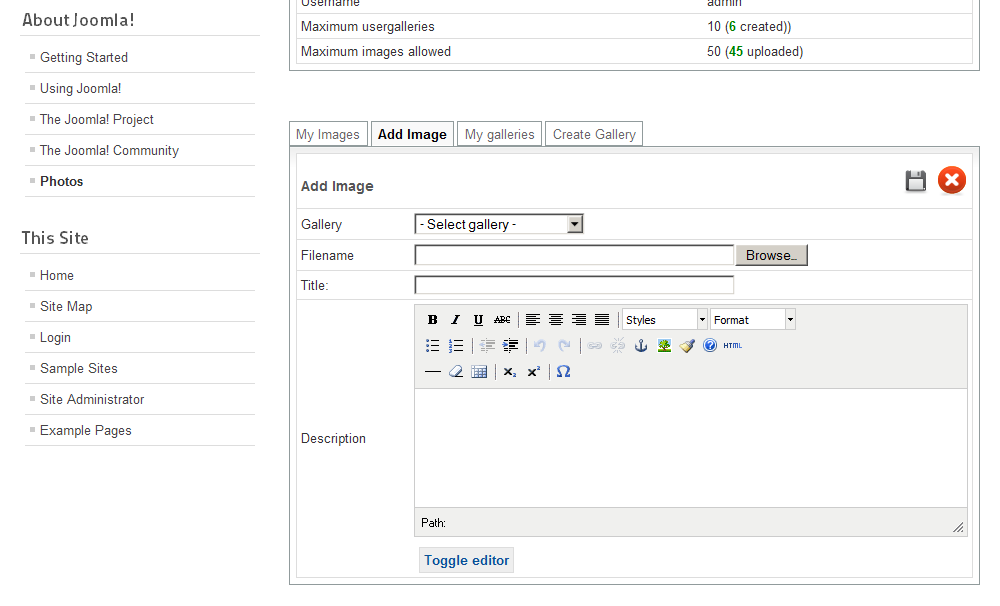 About Joomla!
Getting Started
Using Joomla!
The Joomla! Project
The Joomla! Community
Photos
This Site
Home
Site Map
Login
Sample Sites
Site Administrator
Example Pages
Username admin
Maximum usergalleries 10 (6 created))
Maximum images allowed 50 (45 uploaded)
My Images Add Image My galleries Create Gallery
Add Image
Gallery - Select gallery -
Filename Browse...
Title:
B I U ABC Styles Format
HTML
Description
Path:
Toggle editor